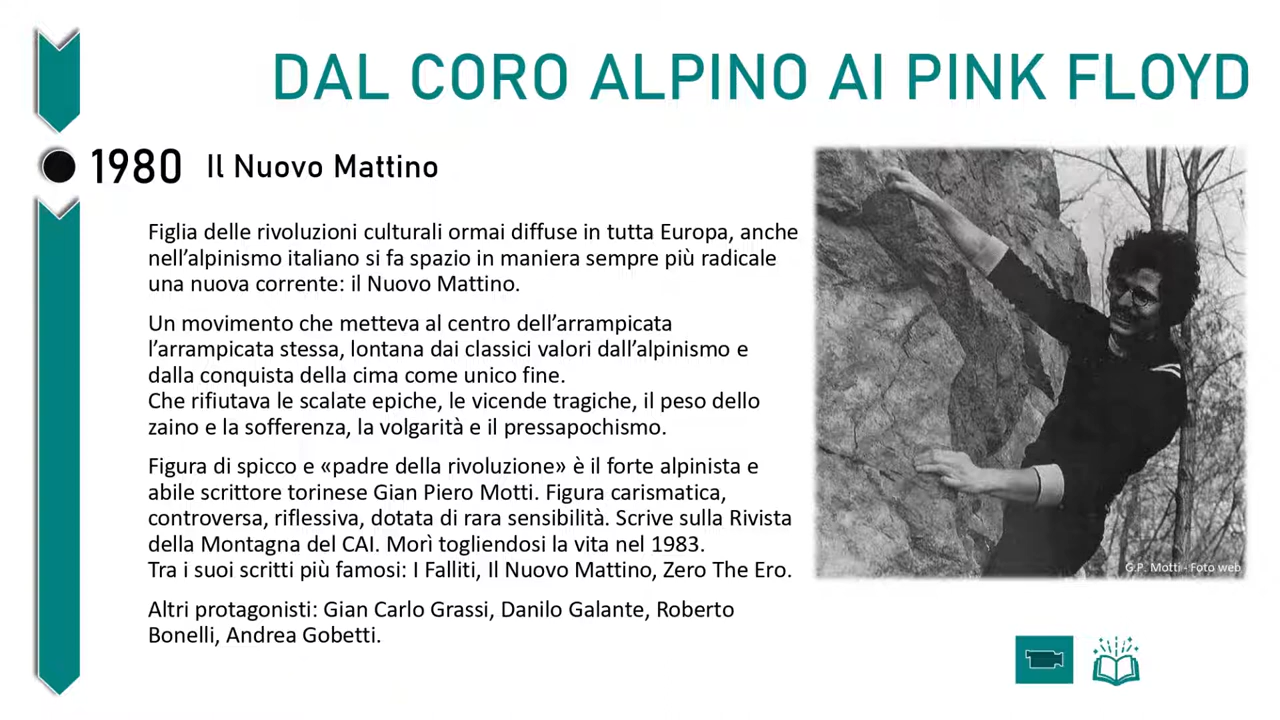 DAL CORO ALPINO AI PINK FLOYD
1980 Il Nuovo Mattino
Figlia delle rivoluzioni culturali ormai diffuse in tutta Europa, anche
nell’alpinismo italiano si fa spazio in maniera sempre più radicale
una nuova corrente: il Nuovo Mattino.
Un movimento che metteva al centro dell’arrampicata
l’arrampicata stessa, lontana dai classici valori dall’alpinismo e
dalla conquista della cima come unico fine.
Che rifiutava le scalate epiche, le vicende tragiche, il peso dello
zaino e la sofferenza, la volgarità e il pressapochismo.
Figura di spicco e «padre della rivoluzione» è il forte alpinista e
abile scrittore torinese Gian Piero Motti. Figura carismatica,
controversa, riflessiva, dotata di rara sensibilità. Scrive sulla Rivista
della Montagna del CAI. Morì togliendosi la vita nel 1983.
Tra i suoi scritti più famosi: I Falliti, Il Nuovo Mattino, Zero The Ero.
Altri protagonisti: Gian Carlo Grassi, Danilo Galante, Roberto
Bonelli, Andrea Gobetti.
G.P. Motti - Foto web